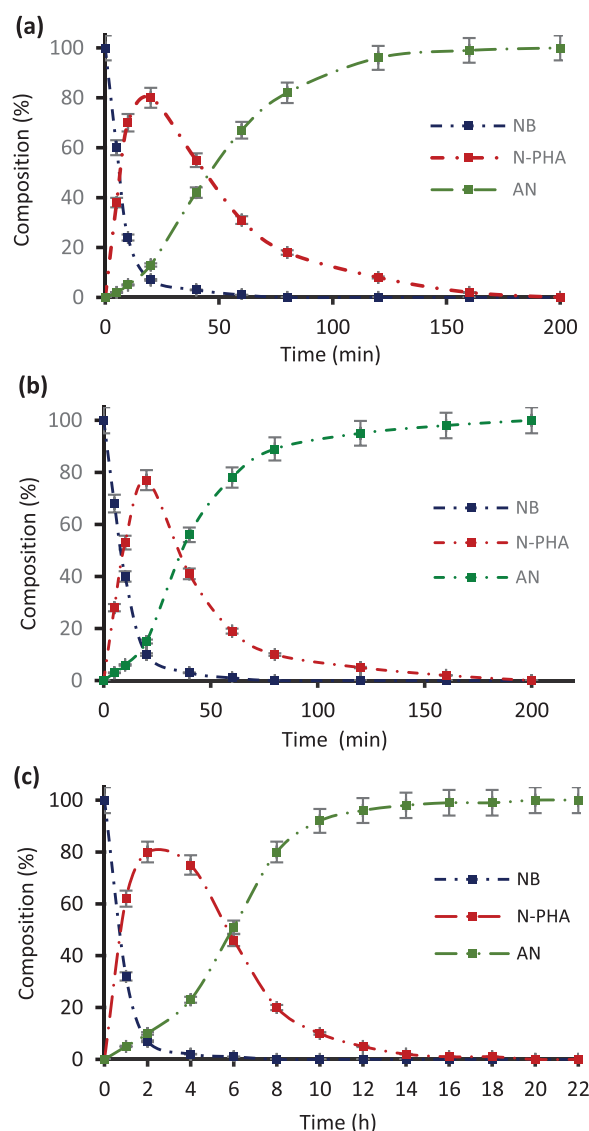 (a)
100
80
60
40
20
0
Composition (%)
NB
N-PHA
AN
0 50 100 150 200
Time (min)
(b)
100
80
60
40
20
0
Composition (%)
NB
N-PHA
AN
0 50 100 150 200
Time (min)
(c)
100
80
60
40
20
0
Composition (%)
NB
N-PHA
AN
0 2 4 6 8 10 12 14 16 18 20 22
Time (h)